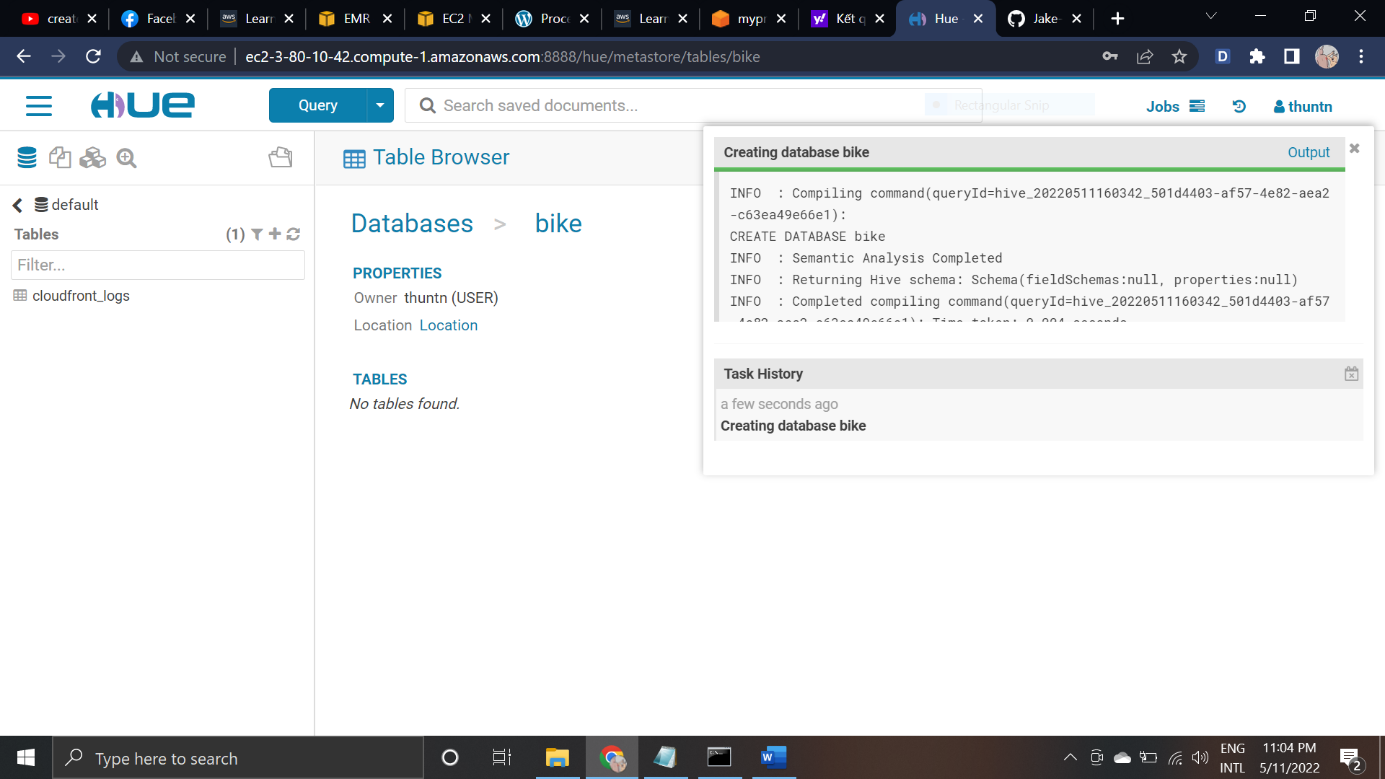 creat
Facel
Learn
EMR
EC2
Proce
Learn
mypr
Kết q
Hue
Jake-
Not secure
ec2-3-80-10-42.compute-1.amazonaws.com:8888/hue/metastore/tables/bike
HUE
Query
Search saved documents...
Rectangular Snip
Jobs
thuntn
Table Browser
default
Tables
(1)
Filter...
cloudfront_logs
Databases > bike
PROPERTIES
Owner thuntn (USER)
Location Location
TABLES
No tables found.
Creating database bike
Output
INFO : Compiling command(queryId=hive_20220511160342_501d4403-af57-4e82-aea2
-c63ea49e66e1):
CREATE DATABASE bike
INFO : Semantic Analysis Completed
INFO : Returning Hive schema: Schema(fieldSchemas:null, properties:null)
INFO : Completed compiling command(queryId=hive_20220511160342_501d4403-af57
Task History
a few seconds ago
Creating database bike
Type here to search
ENG
INTL
11:04 PM
5/11/2022
2